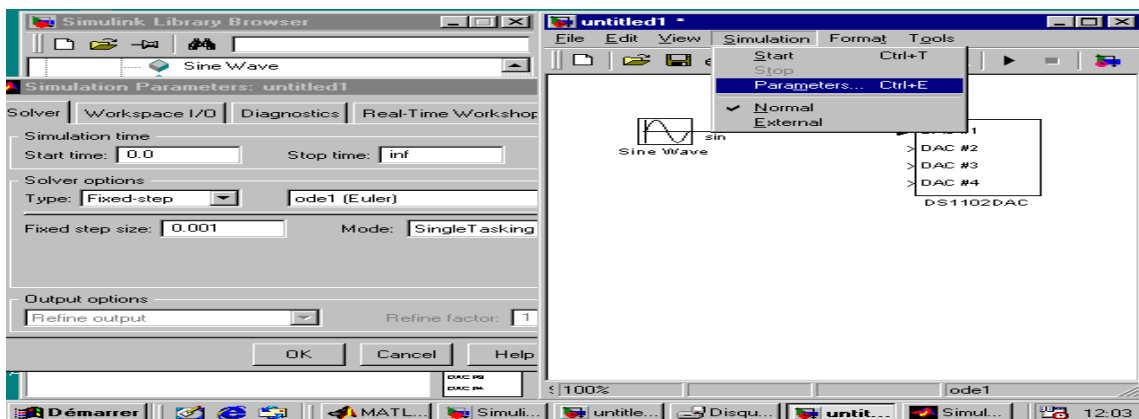 Simulink Library Browser
Sine Wave
Simulation Parameters: untitled1
Solver Workspace I/O Diagnostics Real-Time Workshop
Simulation time
Start time: 0.0 Stop time: inf
Solver options
Type: Fixed-step ode1 (Euler)
Fixed step size: 0.001 Mode: SingleTasking
Output options
Refine output Refine factor: 1
OK Cancel Help
untitled1 *
File Edit View Simulation Format Tools
Start Ctrl+T
Stop
Parameters... Ctrl+E
Normal
External
sin
Sine Wave
DAC #2
DAC #3
DAC #4
DS1102DAC
100% ode1
Démarrer MATL... Simuli... untitle... Disqu... untit... Simul... 12:03